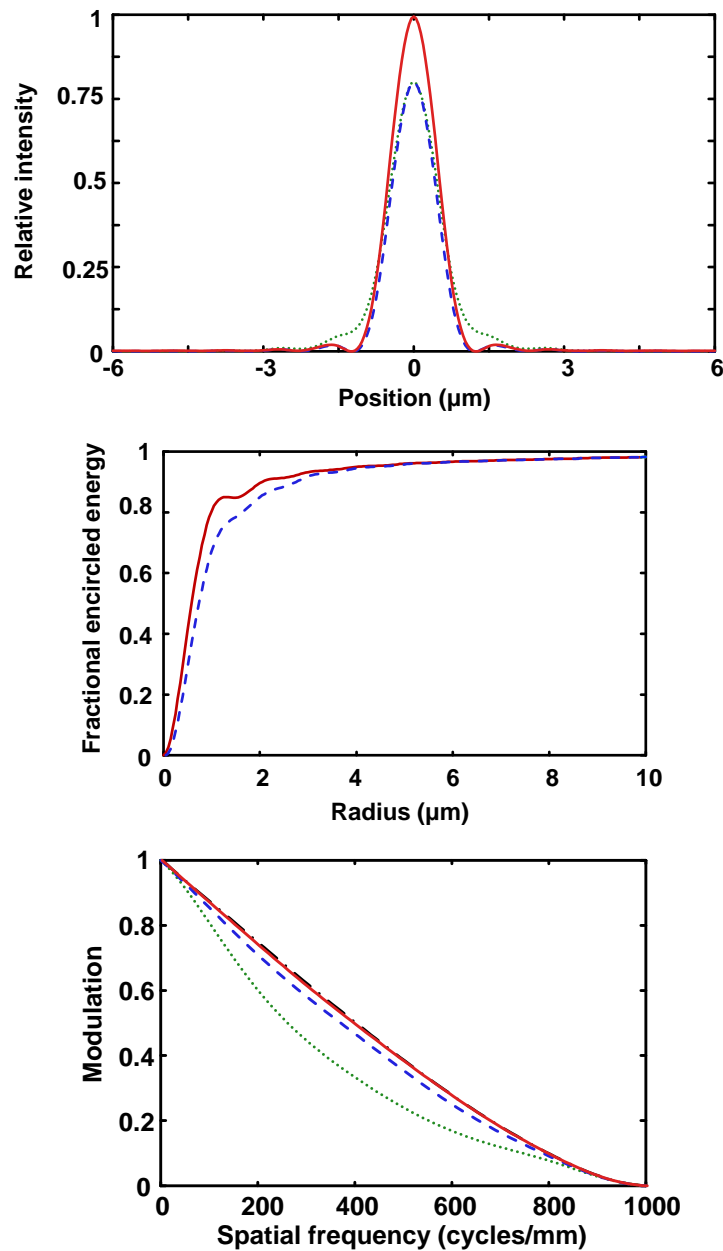 1
0.75
0.5
0.25
0
Relative intensity
-6 -3 0 3 6
Position (µm)
1
0.8
0.6
0.4
0.2
0
Fractional encircled energy
0 2 4 6 8 10
Radius (µm)
1
0.8
0.6
0.4
0.2
0
Modulation
0 200 400 600 800 1000
Spatial frequency (cycles/mm)